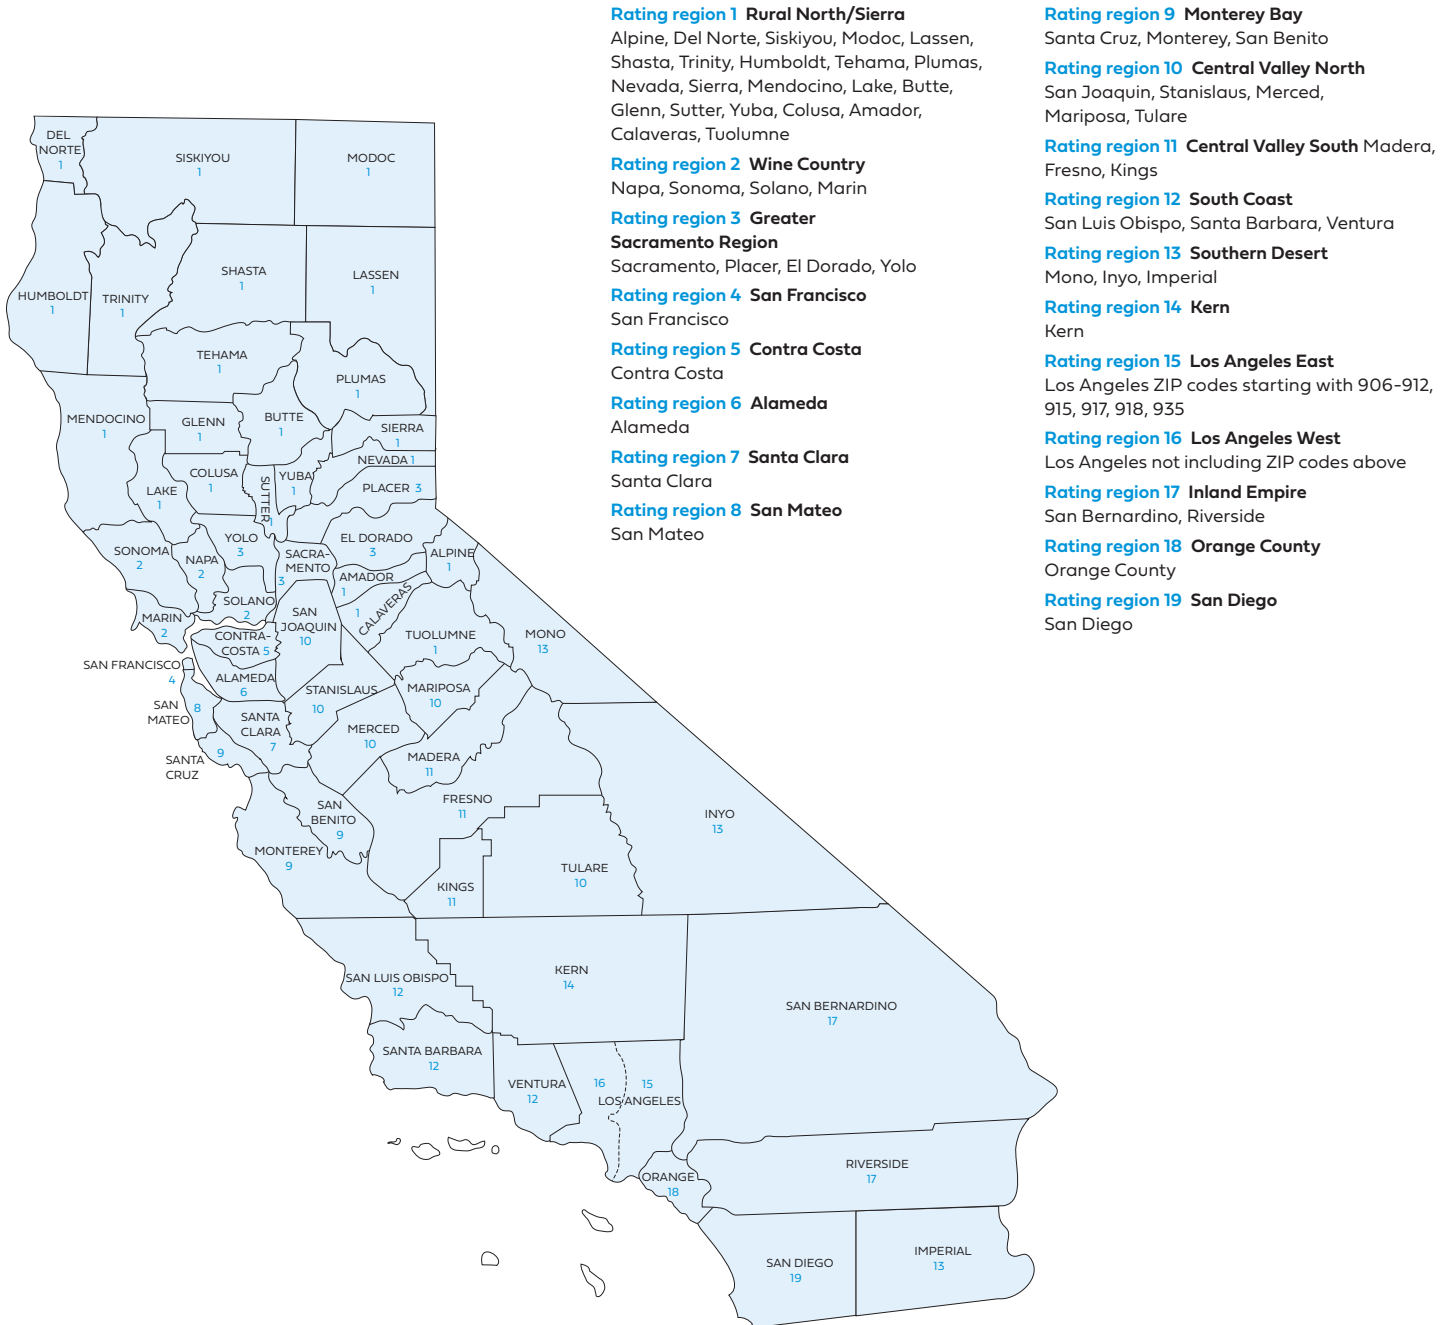 Rating region 1 Rural North/Sierra
Alpine, Del Norte, Siskiyou, Modoc, Lassen,
Shasta, Trinity, Humboldt, Tehama, Plumas,
Nevada, Sierra, Mendocino, Lake, Butte,
Glenn, Sutter, Yuba, Colusa, Amador,
Calaveras, Tuolumne
Rating region 2 Wine Country
Napa, Sonoma, Solano, Marin
Rating region 3 Greater
Sacramento Region
Sacramento, Placer, El Dorado, Yolo
Rating region 4 San Francisco
San Francisco
Rating region 5 Contra Costa
Contra Costa
Rating region 6 Alameda
Alameda
Rating region 7 Santa Clara
Santa Clara
Rating region 8 San Mateo
San Mateo
Rating region 9 Monterey Bay
Santa Cruz, Monterey, San Benito
Rating region 10 Central Valley North
San Joaquin, Stanislaus, Merced,
Mariposa, Tulare
Rating region 11 Central Valley South Madera,
Fresno, Kings
Rating region 12 South Coast
San Luis Obispo, Santa Barbara, Ventura
Rating region 13 Southern Desert
Mono, Inyo, Imperial
Rating region 14 Kern
Kern
Rating region 15 Los Angeles East
Los Angeles ZIP codes starting with 906-912,
915, 917, 918, 935
Rating region 16 Los Angeles West
Los Angeles not including ZIP codes above
Rating region 17 Inland Empire
San Bernardino, Riverside
Rating region 18 Orange County
Orange County
Rating region 19 San Diego
San Diego
DEL
NORTE
1
SISKIYOU
1
MODOC
1
HUMBOLDT
1
TRINITY
1
SHASTA
1
LASSEN
1
TEHAMA
1
PLUMAS
1
MENDOCINO
1
GLENN
1
BUTTE
1
SIERRA
1
NEVADA 1
PLACER 3
LAKE
1
COLUSA
1
SUTTER
1
YUBA
1
SONOMA
2
NAPA
2
YOLO
3
SACRA-
MENTO
3
EL DORADO
3
ALPINE
1
AMADOR
1
CALAVERAS
1
SOLANO
2
MARIN
2
SAN
JOAQUIN
10
CONTRA-
COSTA 5
TUOLUMNE
1
MONO
13
SAN FRANCISCO
4
ALAMEDA
6
STANISLAUS
10
MARIPOSA
10
SAN
MATEO
8
SANTA
CLARA
7
MERCED
10
SANTA
CRUZ
9
MADERA
11
SAN
BENITO
9
FRESNO
11
INYO
13
MONTEREY
9
KINGS
11
TULARE
10
SAN LUIS OBISPO
12
KERN
14
SAN BERNARDINO
17
SANTA BARBARA
12
VENTURA
12
16
15
LOS ANGELES
ORANGE
18
RIVERSIDE
17
SAN DIEGO
19
IMPERIAL
13